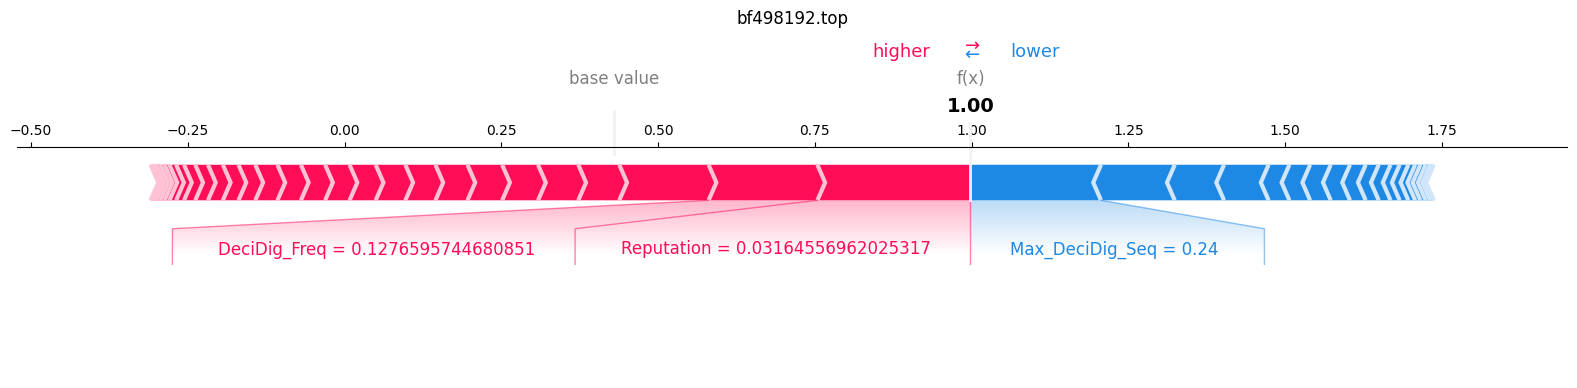 bf498192.top
higher → ← lower
base value f(x)
1.00
−0.50 −0.25 0.00 0.25 0.50 0.75 1.00 1.25 1.50 1.75
DeciDig_Freq = 0.1276595744680851 Reputation = 0.03164556962025317 Max_DeciDig_Seq = 0.24